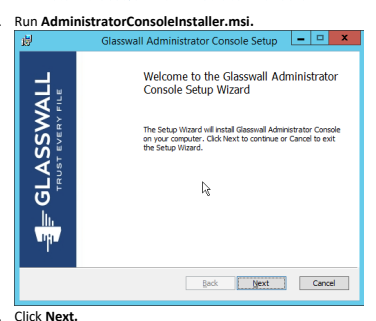 . Run AdministratorConsoleInstaller.msi.
Glasswall Administrator Console Setup
GLASSWALL
TRUST EVERY FILE
Welcome to the Glasswall Administrator
Console Setup Wizard
The Setup Wizard will install Glasswall Administrator Console
on your computer. Click Next to continue or Cancel to exit
the Setup Wizard.
Back Next Cancel
. Click Next.